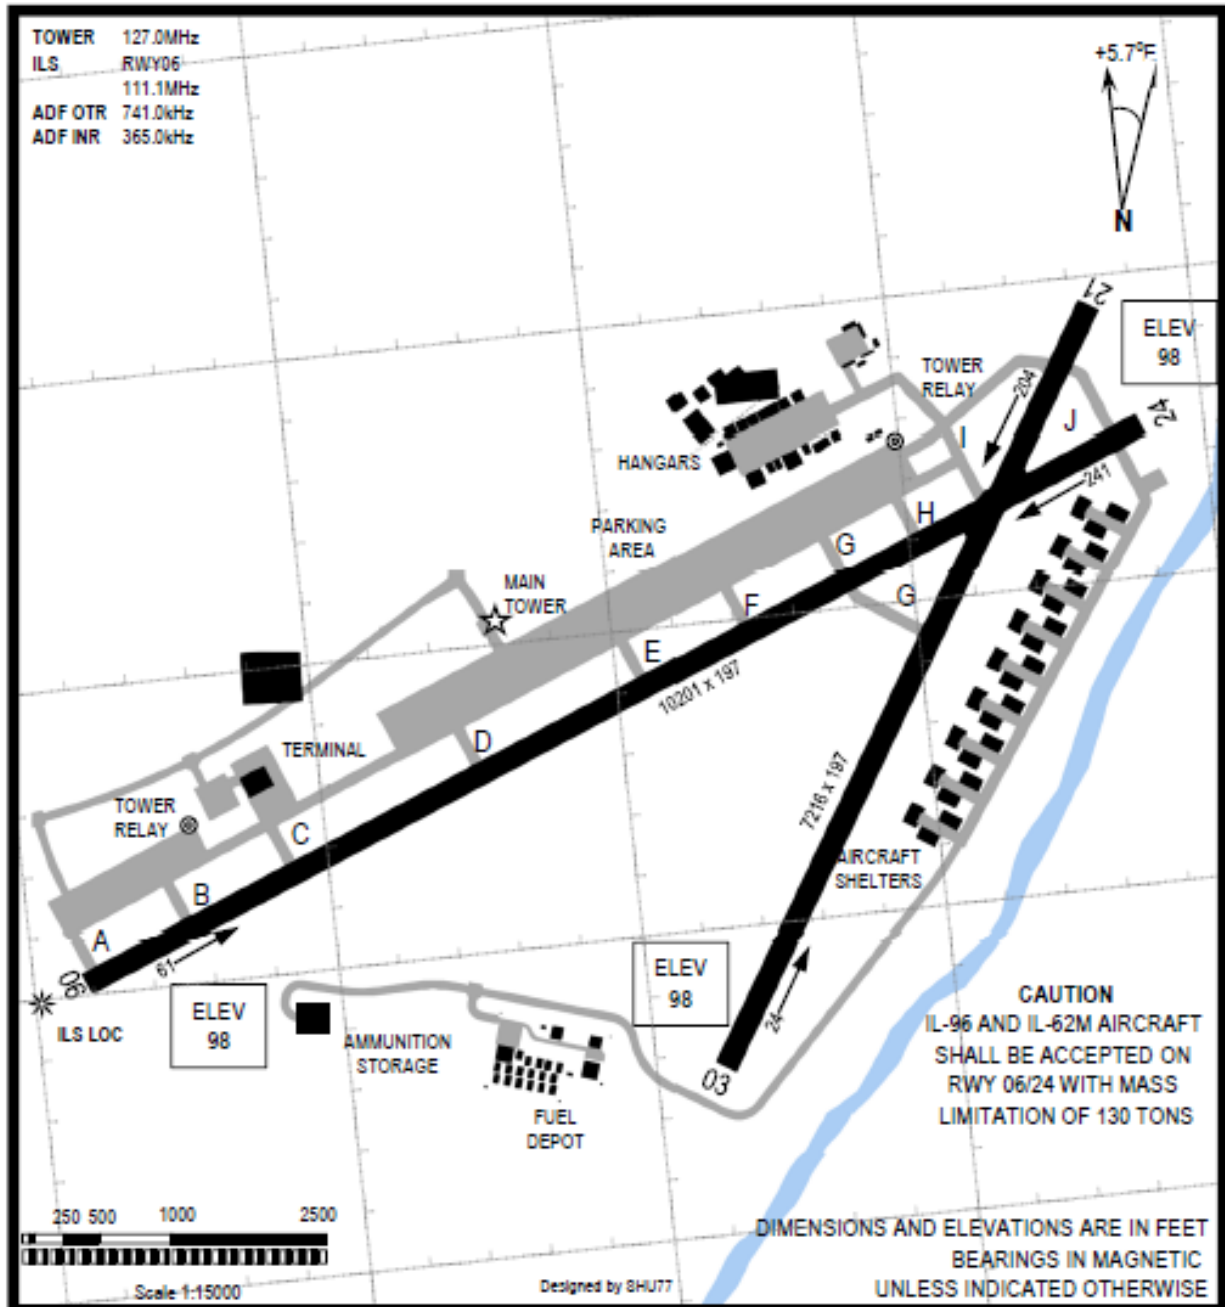 TOWER 127.0MHz
ILS RWY06
111.1MHz
ADF OTR 741.0kHz
ADF INR 365.0kHz
+5.7°E
N
21
ELEV
98
24
TOWER
RELAY
204
J
I
241
HANGARS
H
PARKING
AREA
G
G
MAIN
TOWER
F
E
10201 x 197
D
TERMINAL
7216 x 197
TOWER
RELAY
C
AIRCRAFT
SHELTERS
B
A
61
06
ELEV
98
ILS LOC
ELEV
98
24
03
AMMUNITION
STORAGE
FUEL
DEPOT
CAUTION
IL-96 AND IL-62M AIRCRAFT
SHALL BE ACCEPTED ON
RWY 06/24 WITH MASS
LIMITATION OF 130 TONS
250 500 1000 2500
Scale 1:15000
Designed by SHU77
DIMENSIONS AND ELEVATIONS ARE IN FEET
BEARINGS IN MAGNETIC
UNLESS INDICATED OTHERWISE